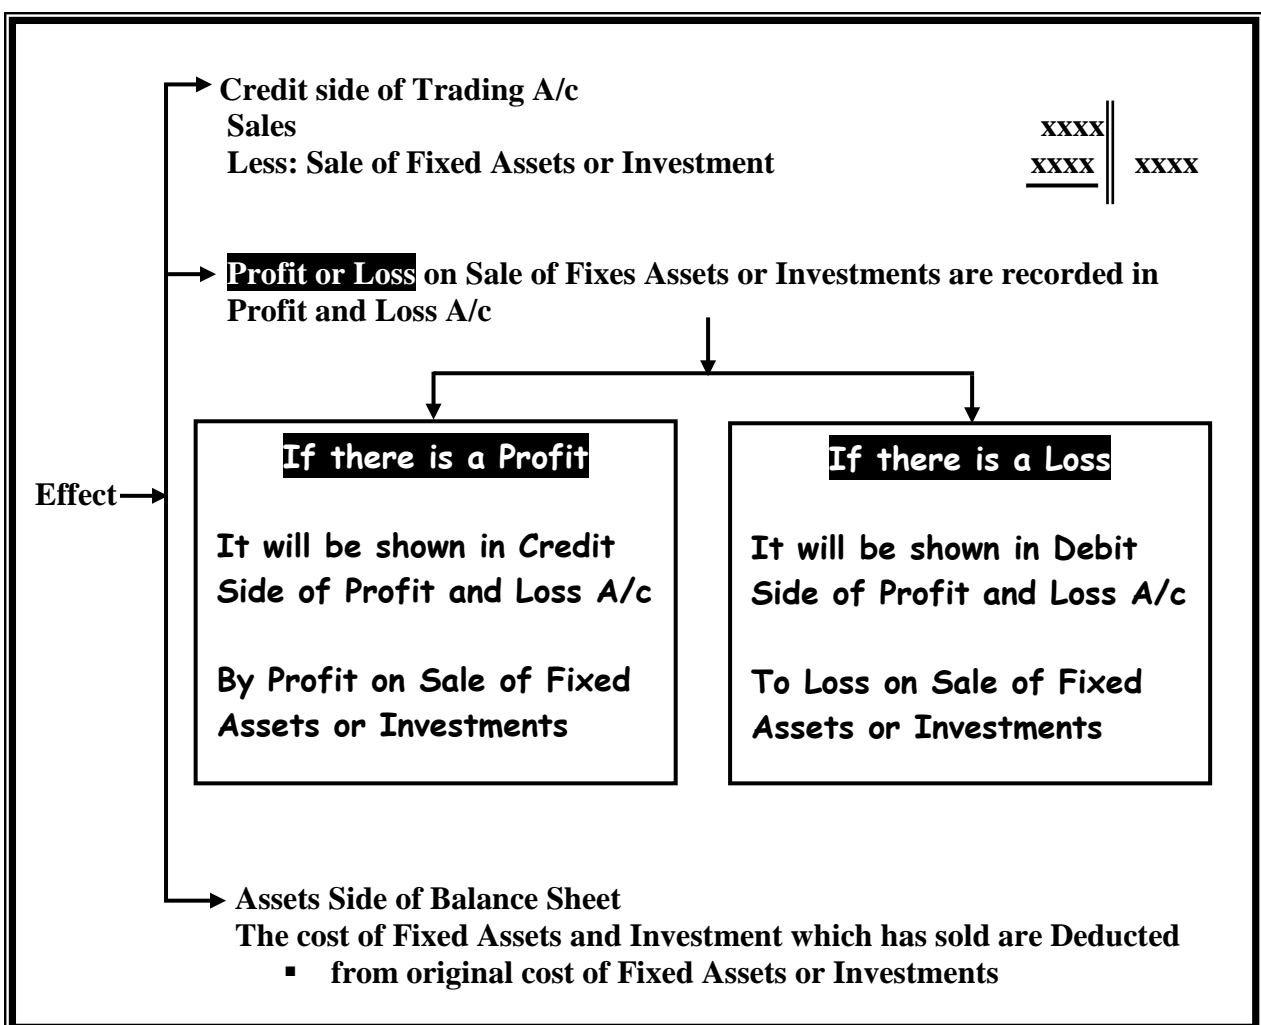 Credit side of Trading A/c
Sales xxxx
Less: Sale of Fixed Assets or Investment xxxx xxxx
Profit or Loss on Sale of Fixes Assets or Investments are recorded in
Profit and Loss A/c
Effect
If there is a Profit
It will be shown in Credit
Side of Profit and Loss A/c
By Profit on Sale of Fixed
Assets or Investments
If there is a Loss
It will be shown in Debit
Side of Profit and Loss A/c
To Loss on Sale of Fixed
Assets or Investments
Assets Side of Balance Sheet
The cost of Fixed Assets and Investment which has sold are Deducted
▪ from original cost of Fixed Assets or Investments